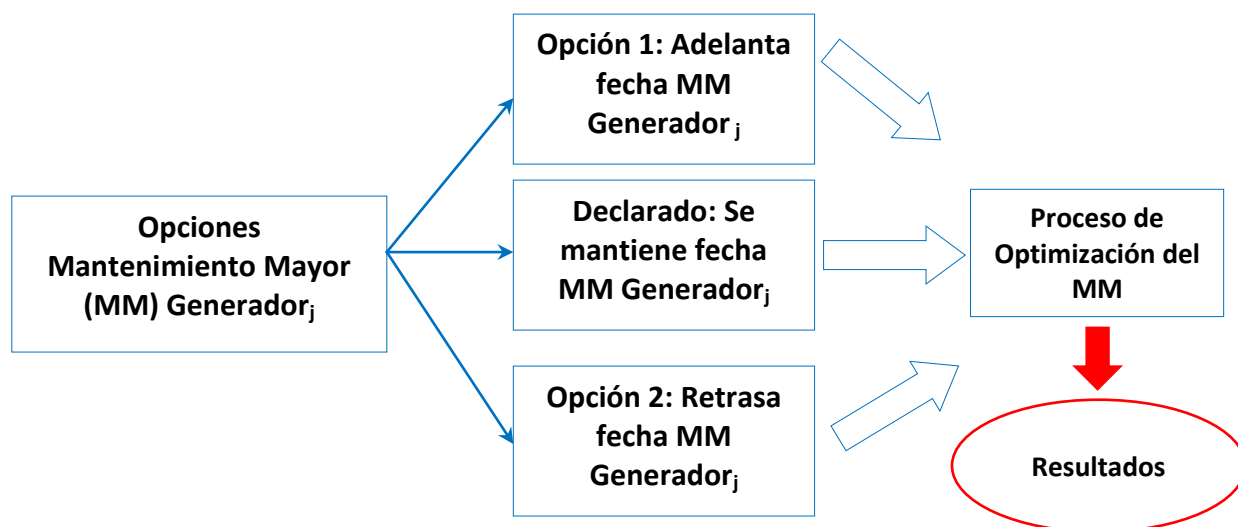 Opciones
Mantenimiento Mayor
(MM) Generadorj
Opción 1: Adelanta
fecha MM
Generador j
Declarado: Se
mantiene fecha
MM Generadorj
Opción 2: Retrasa
fecha MM
Generadorj
Proceso de
Optimización del
MM
Resultados